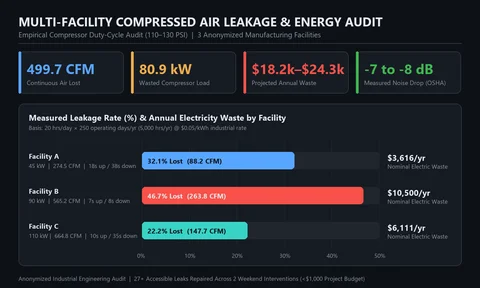 MULTI-FACILITY COMPRESSED AIR LEAKAGE & ENERGY AUDIT
Empirical Compressor Duty-Cycle Audit (110–130 PSI) | 3 Anonymized Manufacturing Facilities
499.7 CFM
Continuous Air Lost
80.9 kW
Wasted Compressor Load
$18.2k–$24.3k
Projected Annual Waste
-7 to -8 dB
Measured Noise Drop (OSHA)
Measured Leakage Rate (%) & Annual Electricity Waste by Facility
Basis: 20 hrs/day × 250 operating days/yr (5,000 hrs/yr) @ $0.05/kWh industrial rate
Facility A
45 kW | 274.5 CFM | 18s up / 38s down
32.1% Lost (88.2 CFM)
$3,616/yr
Nominal Electric Waste
Facility B
90 kW | 565.2 CFM | 7s up / 8s down
46.7% Lost (263.8 CFM)
$10,500/yr
Nominal Electric Waste
Facility C
110 kW | 664.8 CFM | 10s up / 35s down
22.2% Lost (147.7 CFM)
$6,111/yr
Nominal Electric Waste
0% 10% 20% 30% 40% 50%
Anonymized Industrial Engineering Audit | 27+ Accessible Leaks Repaired Across 2 Weekend Interventions (<$1,000 Project Budget)